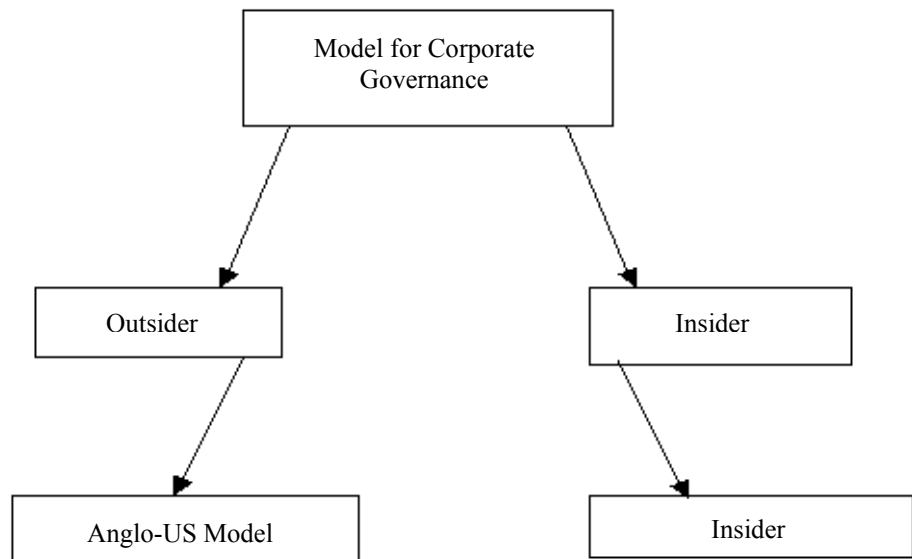 Model for Corporate
Governance
Outsider
Insider
Anglo-US Model
Insider